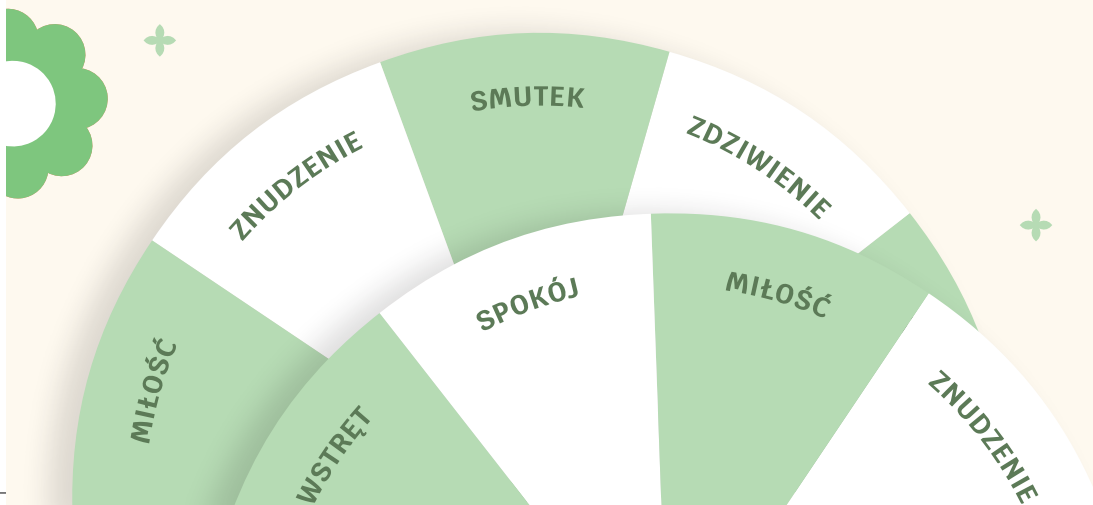 SMUTEK
ZDZIWIENIE
ZNUDZENIE
MIŁOŚĆ
SPOKÓJ
MIŁOŚĆ
WSTRĘT
ZNUDZENIE